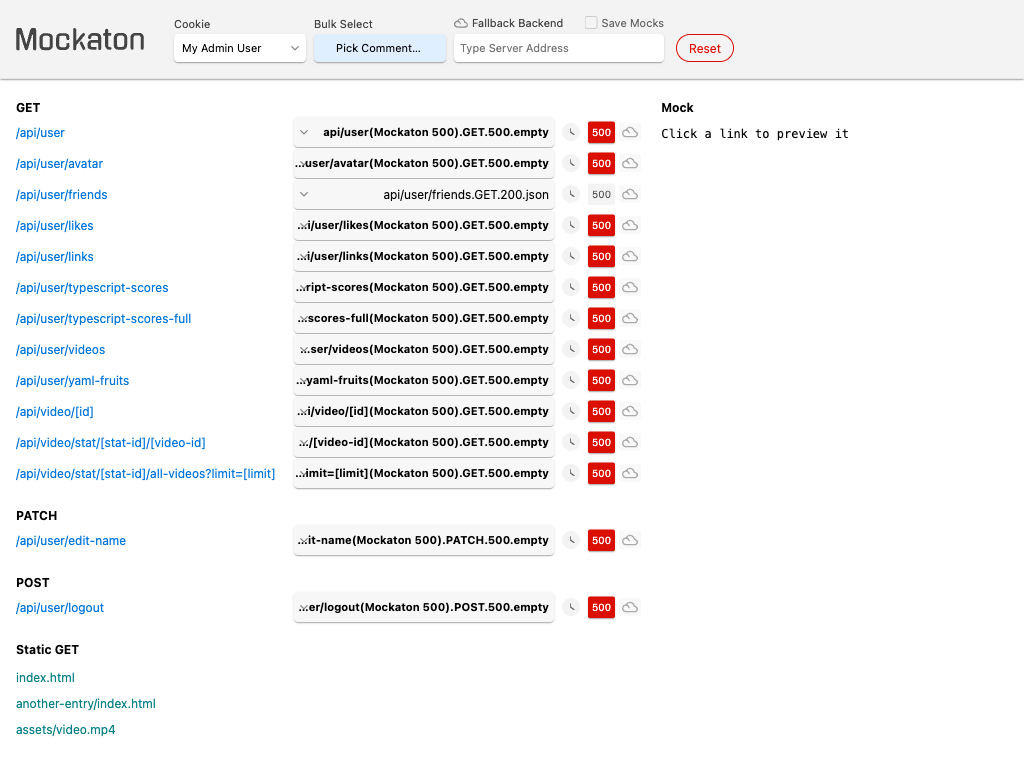 Mockaton
Cookie
My Admin User
Bulk Select
Pick Comment...
Fallback Backend
Save Mocks
Type Server Address
Reset
GET
/api/user api/user(Mockaton 500).GET.500.empty 500
/api/user/avatar ...user/avatar(Mockaton 500).GET.500.empty 500
/api/user/friends api/user/friends.GET.200.json 500
/api/user/likes ...i/user/likes(Mockaton 500).GET.500.empty 500
/api/user/links ...i/user/links(Mockaton 500).GET.500.empty 500
/api/user/typescript-scores ...ript-scores(Mockaton 500).GET.500.empty 500
/api/user/typescript-scores-full ...scores-full(Mockaton 500).GET.500.empty 500
/api/user/videos ...ser/videos(Mockaton 500).GET.500.empty 500
/api/user/yaml-fruits ...yaml-fruits(Mockaton 500).GET.500.empty 500
/api/video/[id] ...i/video/[id](Mockaton 500).GET.500.empty 500
/api/video/stat/[stat-id]/[video-id] .../[video-id](Mockaton 500).GET.500.empty 500
/api/video/stat/[stat-id]/all-videos?limit=[limit] ...imit=[limit](Mockaton 500).GET.500.empty 500
PATCH
/api/user/edit-name ...it-name(Mockaton 500).PATCH.500.empty 500
POST
/api/user/logout ...er/logout(Mockaton 500).POST.500.empty 500
Static GET
index.html
another-entry/index.html
assets/video.mp4
Mock
Click a link to preview it